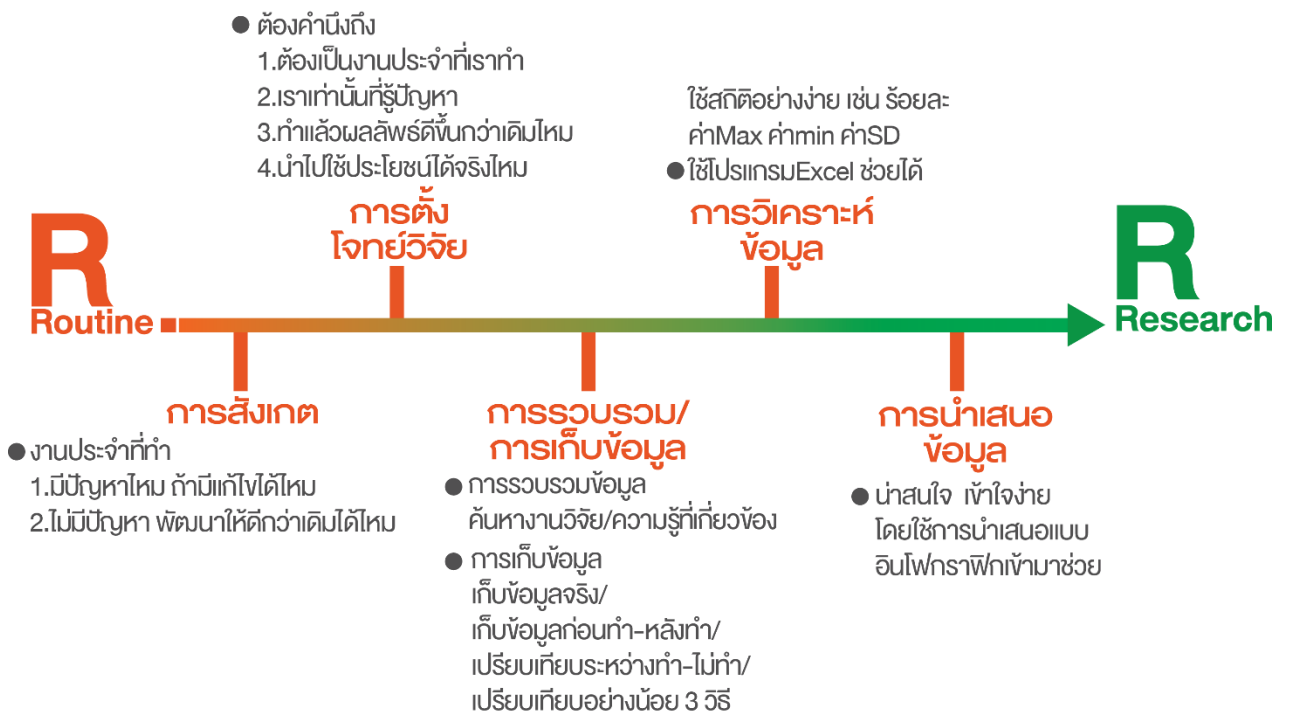 ● ต้องคำนึงถึง
1.ต้องเป็นงานประจำที่เราทำ
2.เราเท่านั้นที่รู้ปัญหา
3.ทำแล้วผลลัพธ์ดีขึ้นกว่าเดิมไหม
4.นำไปใช้ประโยชน์ได้จริงไหม
การตั้ง
โจทย์วิจัย
ใช้สถิติอย่างง่าย เช่น ร้อยละ
ค่าMax ค่าmin ค่าSD
● ใช้โปรแกรมExcel ช่วยได้
การวิเคราะห์
ข้อมูล
R
Routine
R
Research
การสังเกต
● งานประจำที่ทำ
1.มีปัญหาไหม ถ้ามีแก้ไขได้ไหม
2.ไม่มีปัญหา พัฒนาให้ดีกว่าเดิมได้ไหม
การรวบรวม/
การเก็บข้อมูล
● การรวบรวมข้อมูล
ค้นหางานวิจัย/ความรู้ที่เกี่ยวข้อง
● การเก็บข้อมูล
เก็บข้อมูลจริง/
เก็บข้อมูลก่อนทำ-หลังทำ/
เปรียบเทียบระหว่างทำ-ไม่ทำ/
เปรียบเทียบอย่างน้อย 3 วิธี
การนำเสนอ
ข้อมูล
● น่าสนใจ เข้าใจง่าย
โดยใช้การนำเสนอแบบ
อินโฟกราฟิกเข้ามาช่วย